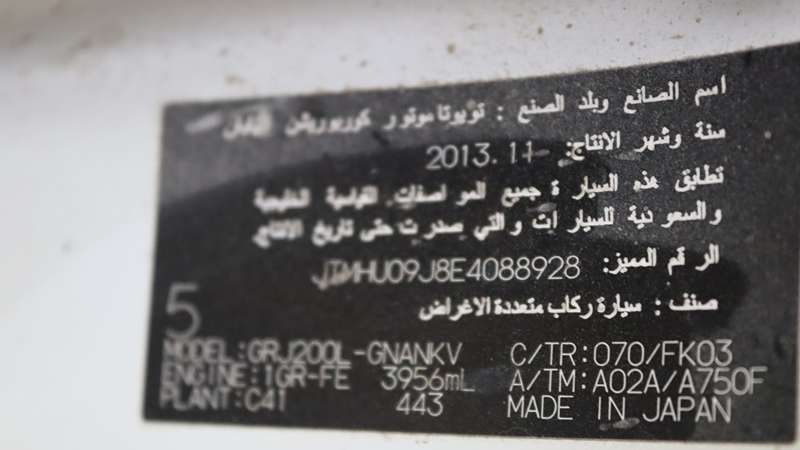 اسم الصانع وبلد الصنع : تويوتا موتور كوربوريشن اليابان
سنة وشهر الانتاج: 2013.11
تطابق هذه السيارة جميع المواصفات القياسية الخليجية
والسعودية للسيارات والتي صدرت حتى تاريخ الانتاج
الرقم المميز: JTMHU09J8E4088928
صنف : سيارة ركاب متعددة الاغراض
5
MODEL:GRJ200L-GNANKV C/TR:070/FK03
ENGINE:1GR-FE 3956mL A/TM:A02A/A750F
PLANT:C41 443 MADE IN JAPAN